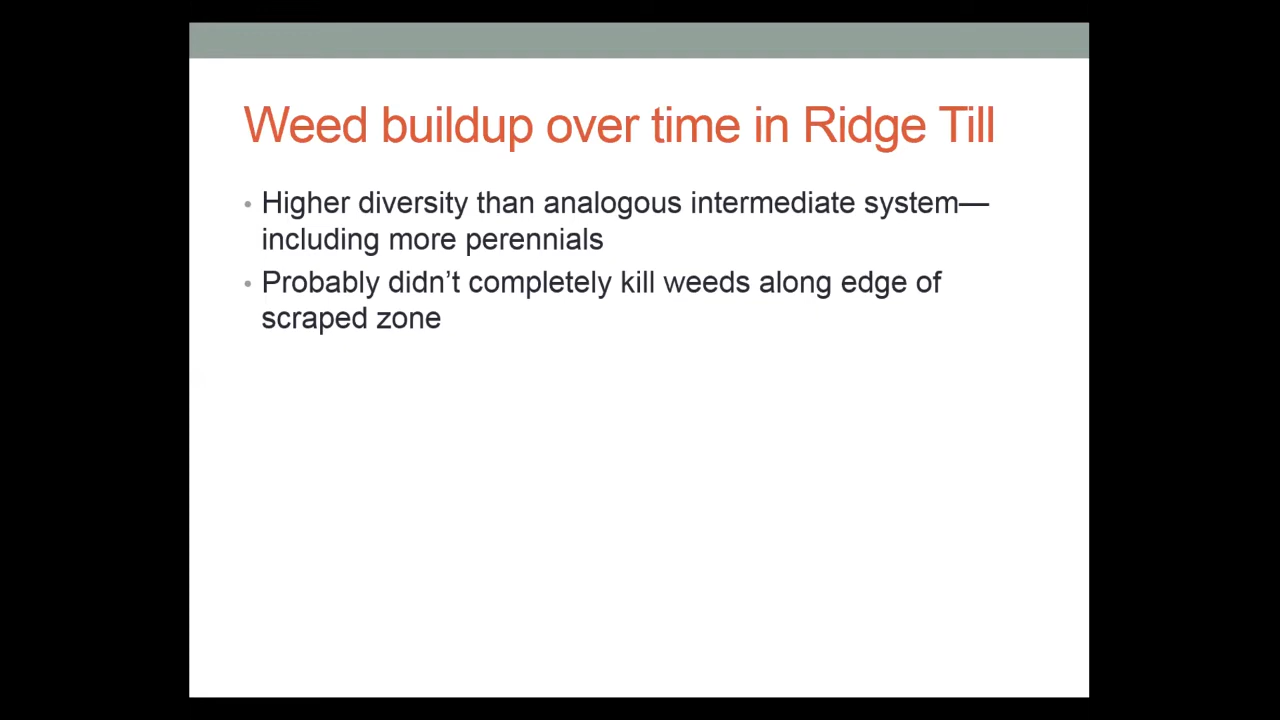 Weed buildup over time in Ridge Till
• Higher diversity than analogous intermediate system—
including more perennials
• Probably didn’t completely kill weeds along edge of
scraped zone